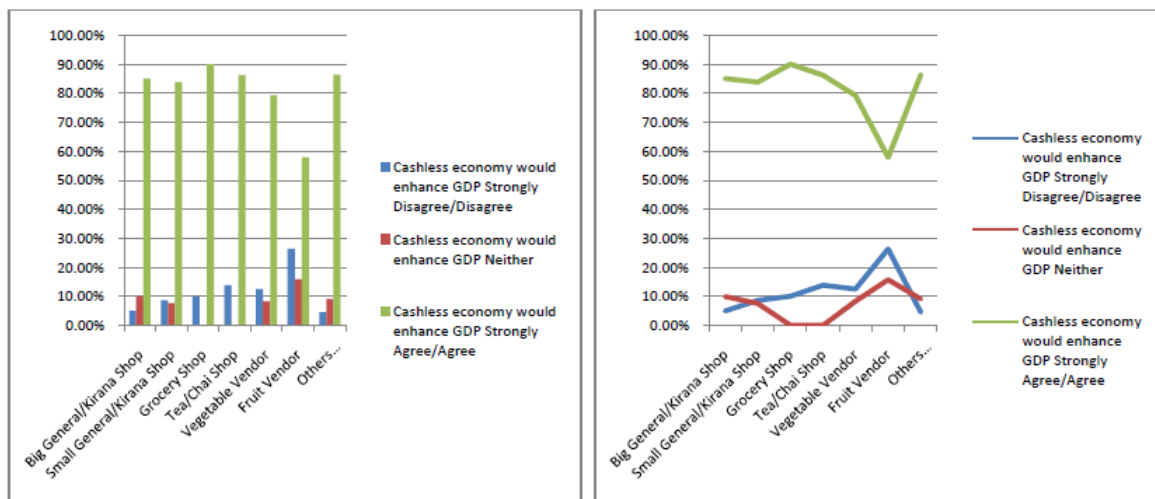 100.00%
90.00%
80.00%
70.00%
60.00%
50.00%
40.00%
30.00%
20.00%
10.00%
0.00%
Big General/Kirana Shop
Small General/Kirana Shop
Grocery Shop
Tea/Chai Shop
Vegetable Vendor
Fruit Vendor
Others...
Cashless economy would
enhance GDP Strongly
Disagree/Disagree
Cashless economy would
enhance GDP Neither
Cashless economy would
enhance GDP Strongly
Agree/Agree
100.00%
90.00%
80.00%
70.00%
60.00%
50.00%
40.00%
30.00%
20.00%
10.00%
0.00%
Big General/Kirana Shop
Small General/Kirana Shop
Grocery Shop
Tea/Chai Shop
Vegetable Vendor
Fruit Vendor
Others...
Cashless economy
would enhance
GDP Strongly
Disagree/Disagree
Cashless economy
would enhance
GDP Neither
Cashless economy
would enhance
GDP Strongly
Agree/Agree